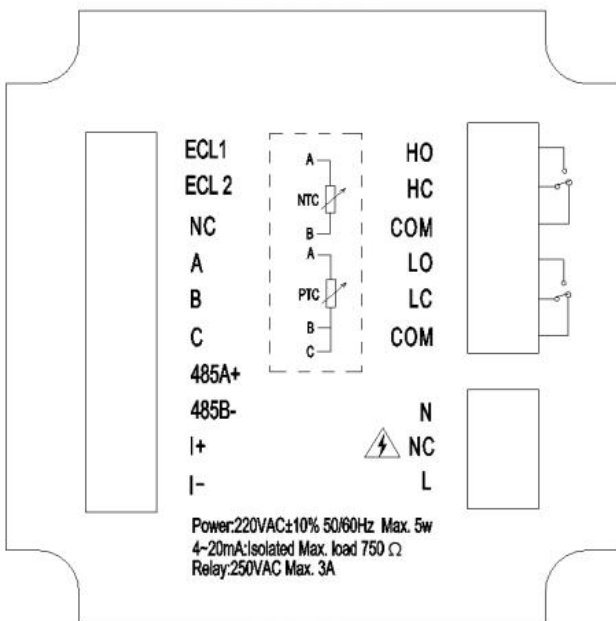 ECL1
ECL 2
NC
A
B
C
485A+
485B-
I+
I-
A
NTC
B
A
PTC
B
C
HO
HC
COM
LO
LC
COM
N
NC
L
Power:220VAC±10% 50/60Hz Max. 5w
4~20mA:Isolated Max. load 750 Ω
Relay:250VAC Max. 3A